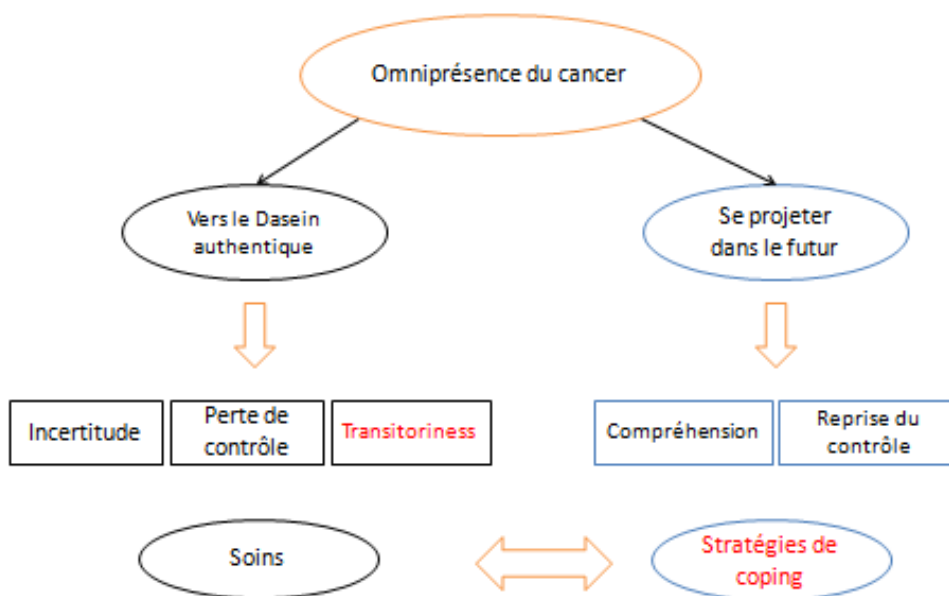 Omniprésence du cancer
Vers le Dasein
authentique
Se projeter
dans le futur
Incertitude
Perte de
contrôle
Transitoriness
Compréhension
Reprise du
contrôle
Soins
Stratégies de
coping